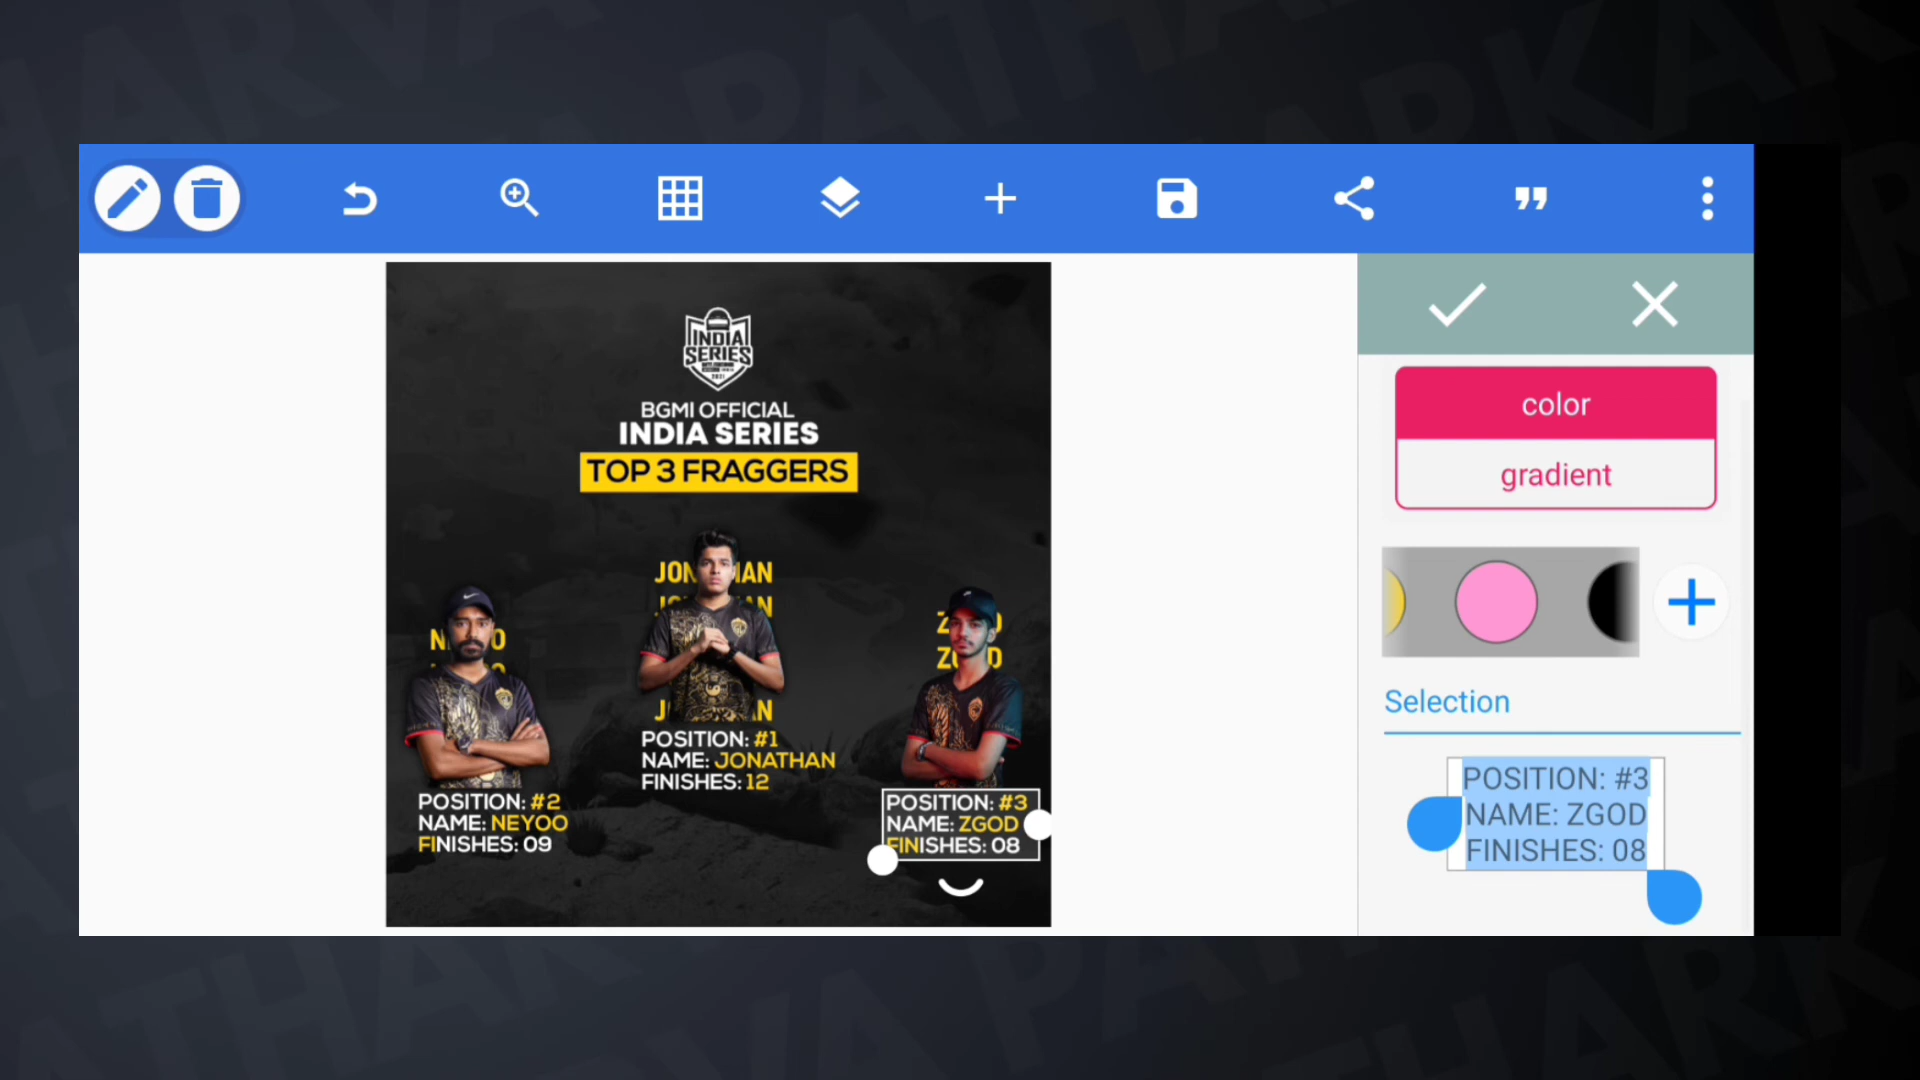 INDIA
SERIES
2021
BGMI OFFICIAL
INDIA SERIES
TOP 3 FRAGGERS
POSITION: #1
NAME: JONATHAN
FINISHES: 12
POSITION: #2
NAME: NEYOO
FINISHES: 09
POSITION: #3
NAME: ZGOD
FINISHES: 08
color
gradient
Selection
POSITION: #3
NAME: ZGOD
FINISHES: 08